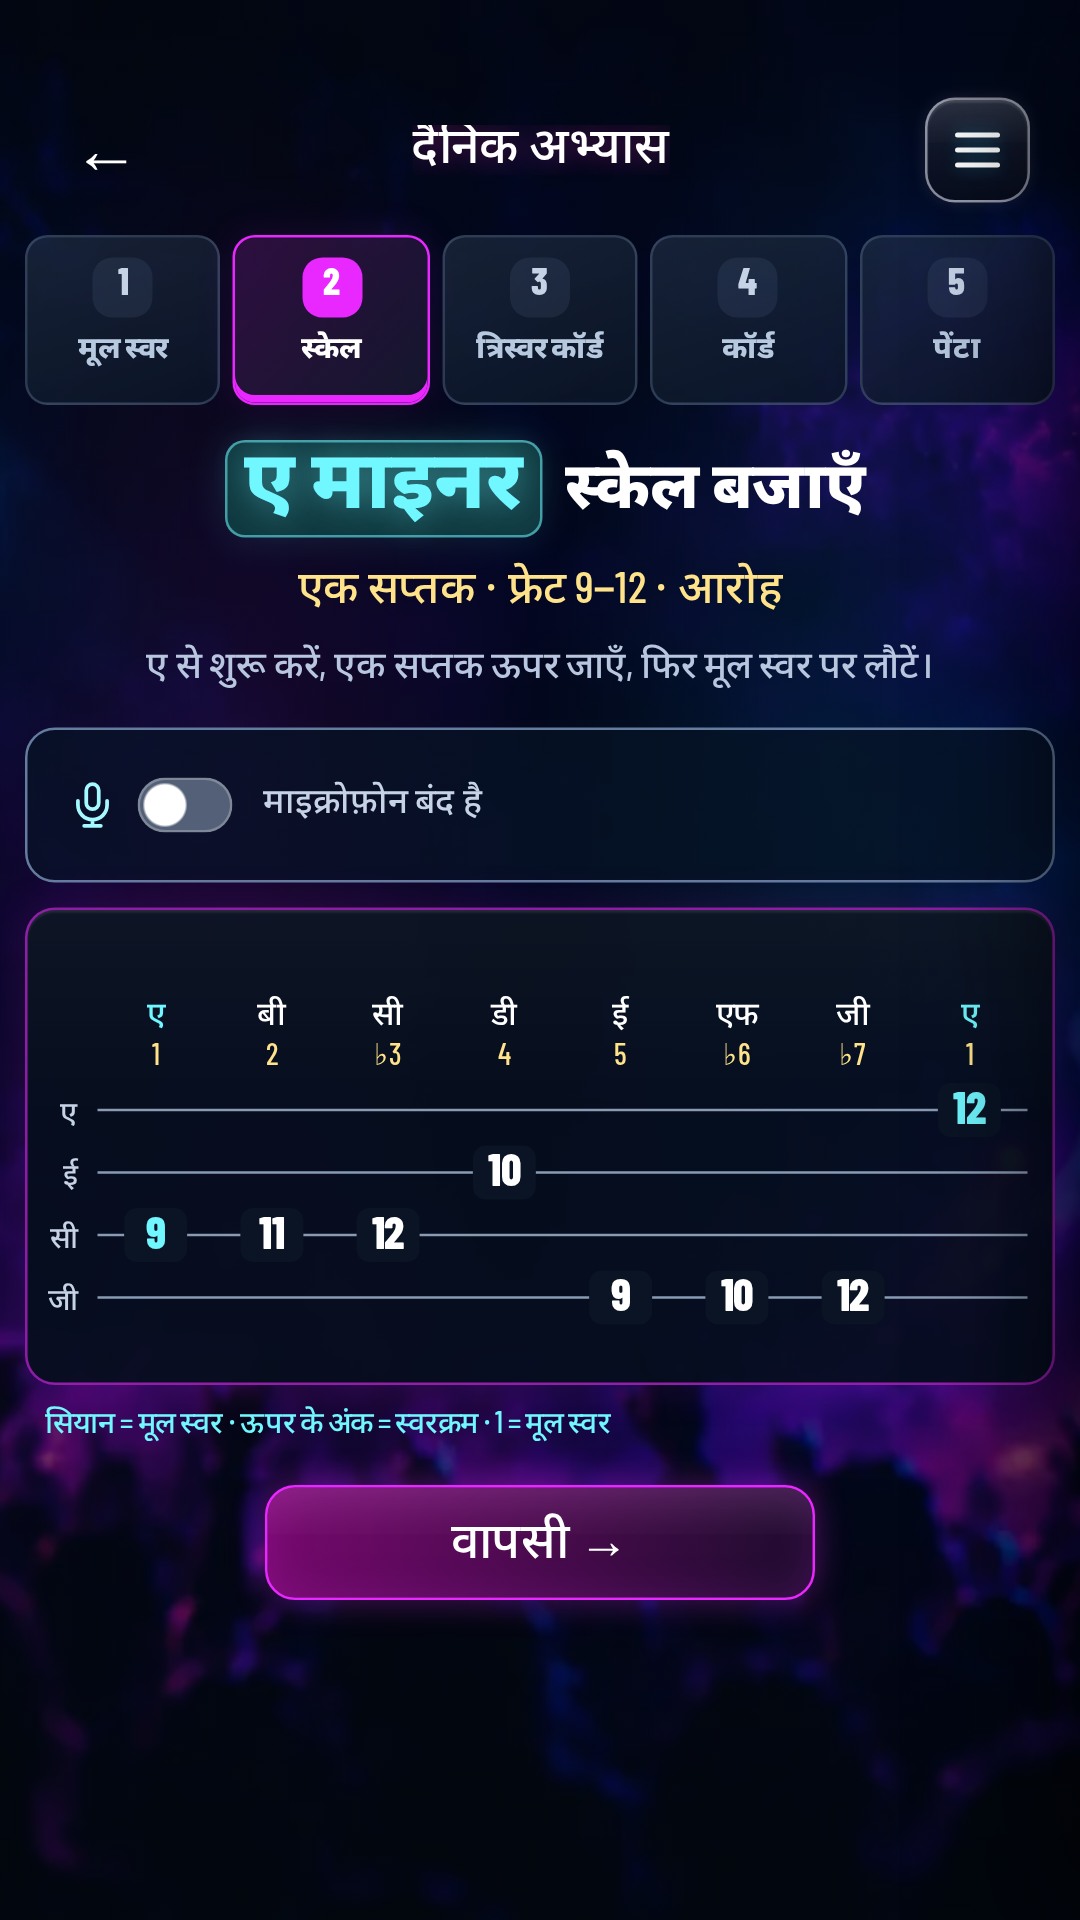 ← दैनिक अभ्यास
1 2 3 4 5
मूल स्वर स्केल त्रिस्वर कॉर्ड कॉर्ड पेंटा
ए माइनर स्केल बजाएँ
एक सप्तक · फ्रेट 9–12 · आरोह
ए से शुरू करें, एक सप्तक ऊपर जाएँ, फिर मूल स्वर पर लौटें।
माइक्रोफ़ोन बंद है
ए बी सी डी ई एफ जी ए
1 2 ♭3 4 5 ♭6 ♭7 1
ए 12
ई 10
सी 9 11 12
जी 9 10 12
सियान = मूल स्वर · ऊपर के अंक = स्वरक्रम · 1 = मूल स्वर
वापसी →